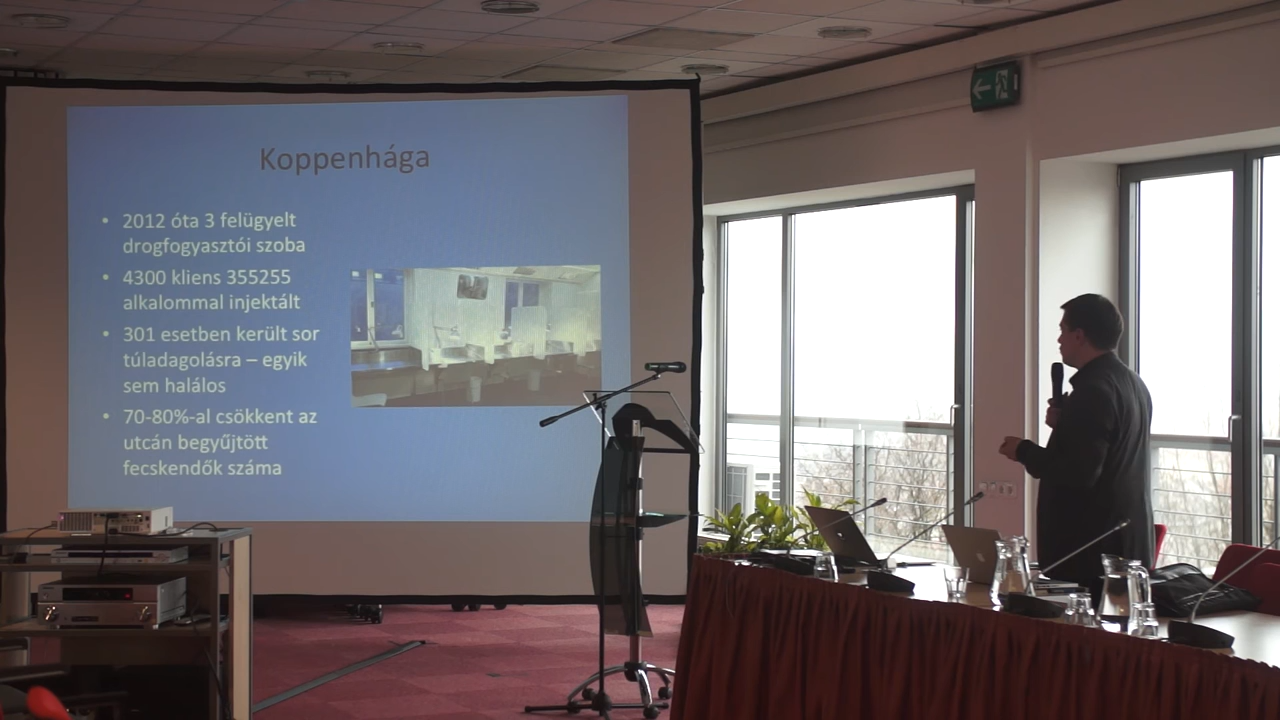 Koppenhága
• 2012 óta 3 felügyelt
drogfogyasztói szoba
• 4300 kliens 355255
alkalommal injektált
• 301 esetben került sor
túladagolásra – egyik
sem halálos
• 70-80%-al csökkent az
utcán begyűjtött
fecskendők száma